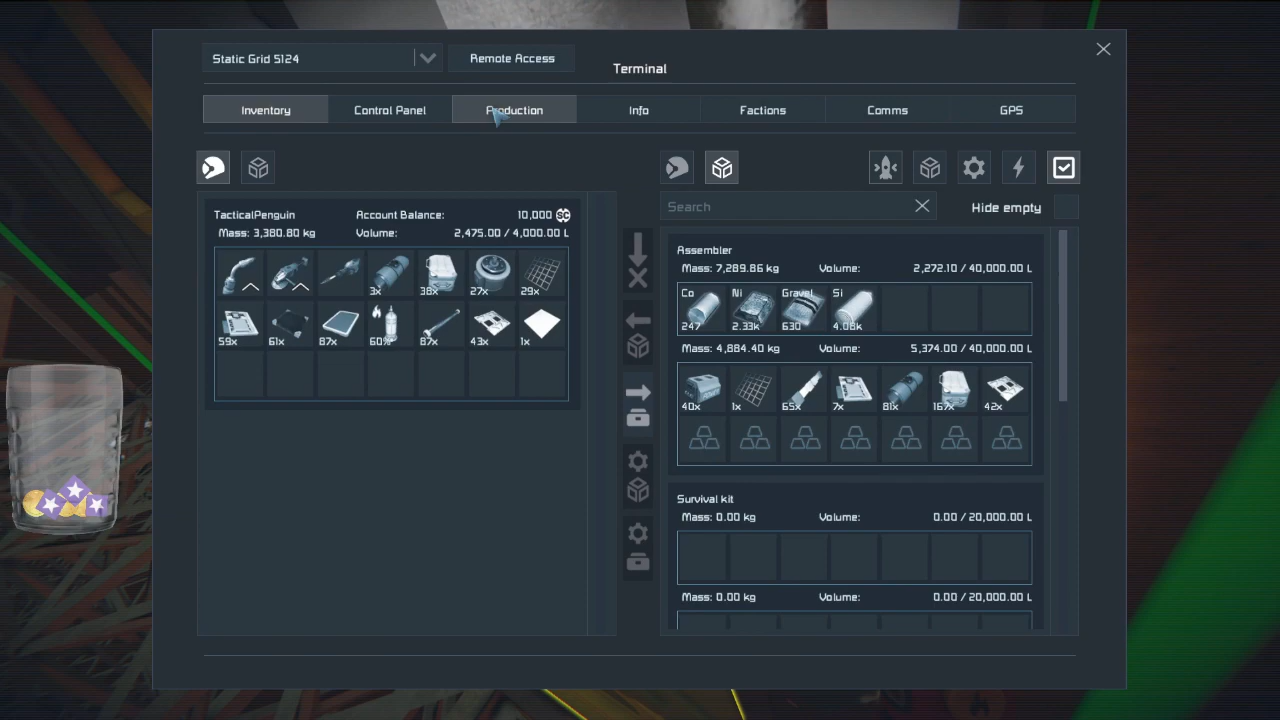 Static Grid 5124
Remote Access
Terminal
Inventory
Control Panel
Production
Info
Factions
Comms
GPS
Search
Hide empty
TacticalPenguin Account Balance: 10,000 SC
Mass: 3,380.80 kg Volume: 2,475.00 / 4,000.00 L
3x 38x 27x 29x
59x 61x 87x 60% 87x 43x 1x
Assembler
Mass: 7,289.86 kg Volume: 2,272.10 / 40,000.00 L
Co Ni Gravel Si
247 2.33k 630 4.08k
Mass: 4,884.40 kg Volume: 5,374.00 / 40,000.00 L
40x 1x 65x 7x 81x 167x 42x
Survival kit
Mass: 0.00 kg Volume: 0.00 / 20,000.00 L
Mass: 0.00 kg Volume: 0.00 / 20,000.00 L